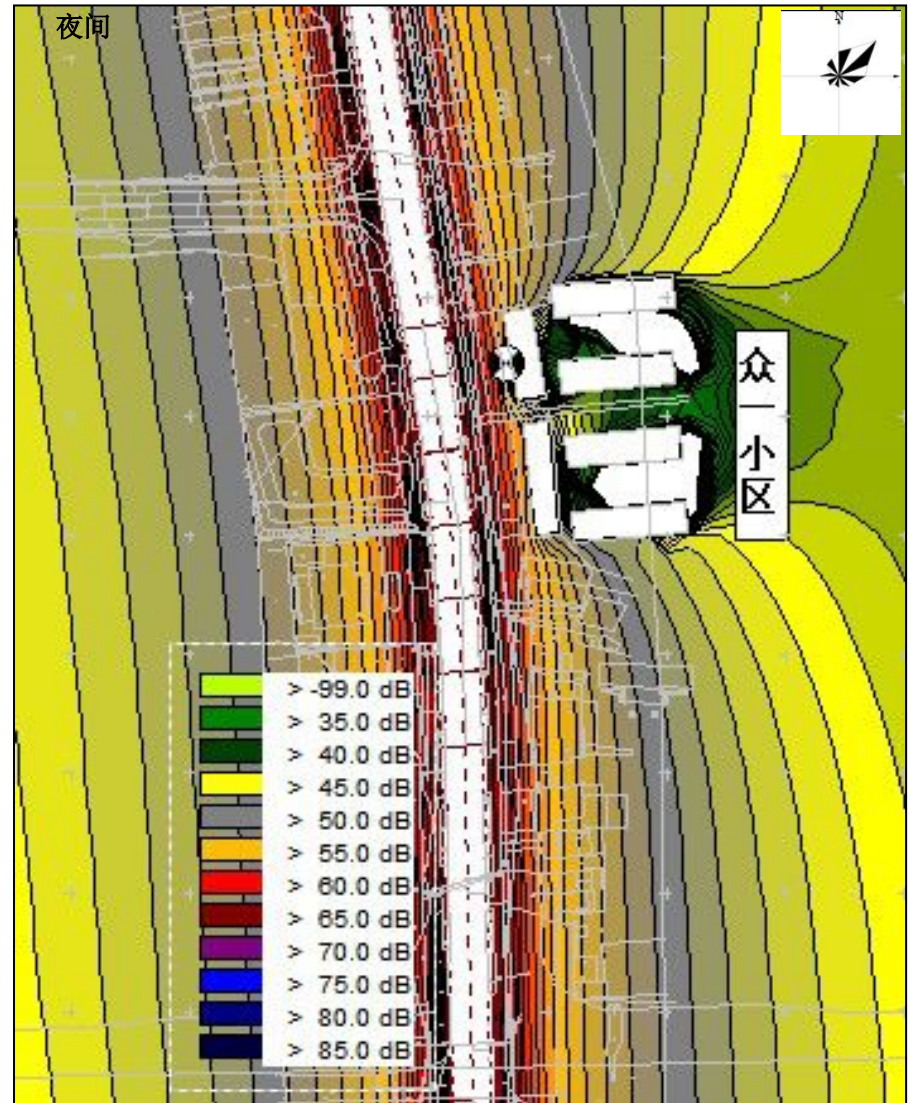 夜间
N
众一小区
> -99.0 dB
> 35.0 dB
> 40.0 dB
> 45.0 dB
> 50.0 dB
> 55.0 dB
> 60.0 dB
> 65.0 dB
> 70.0 dB
> 75.0 dB
> 80.0 dB
> 85.0 dB